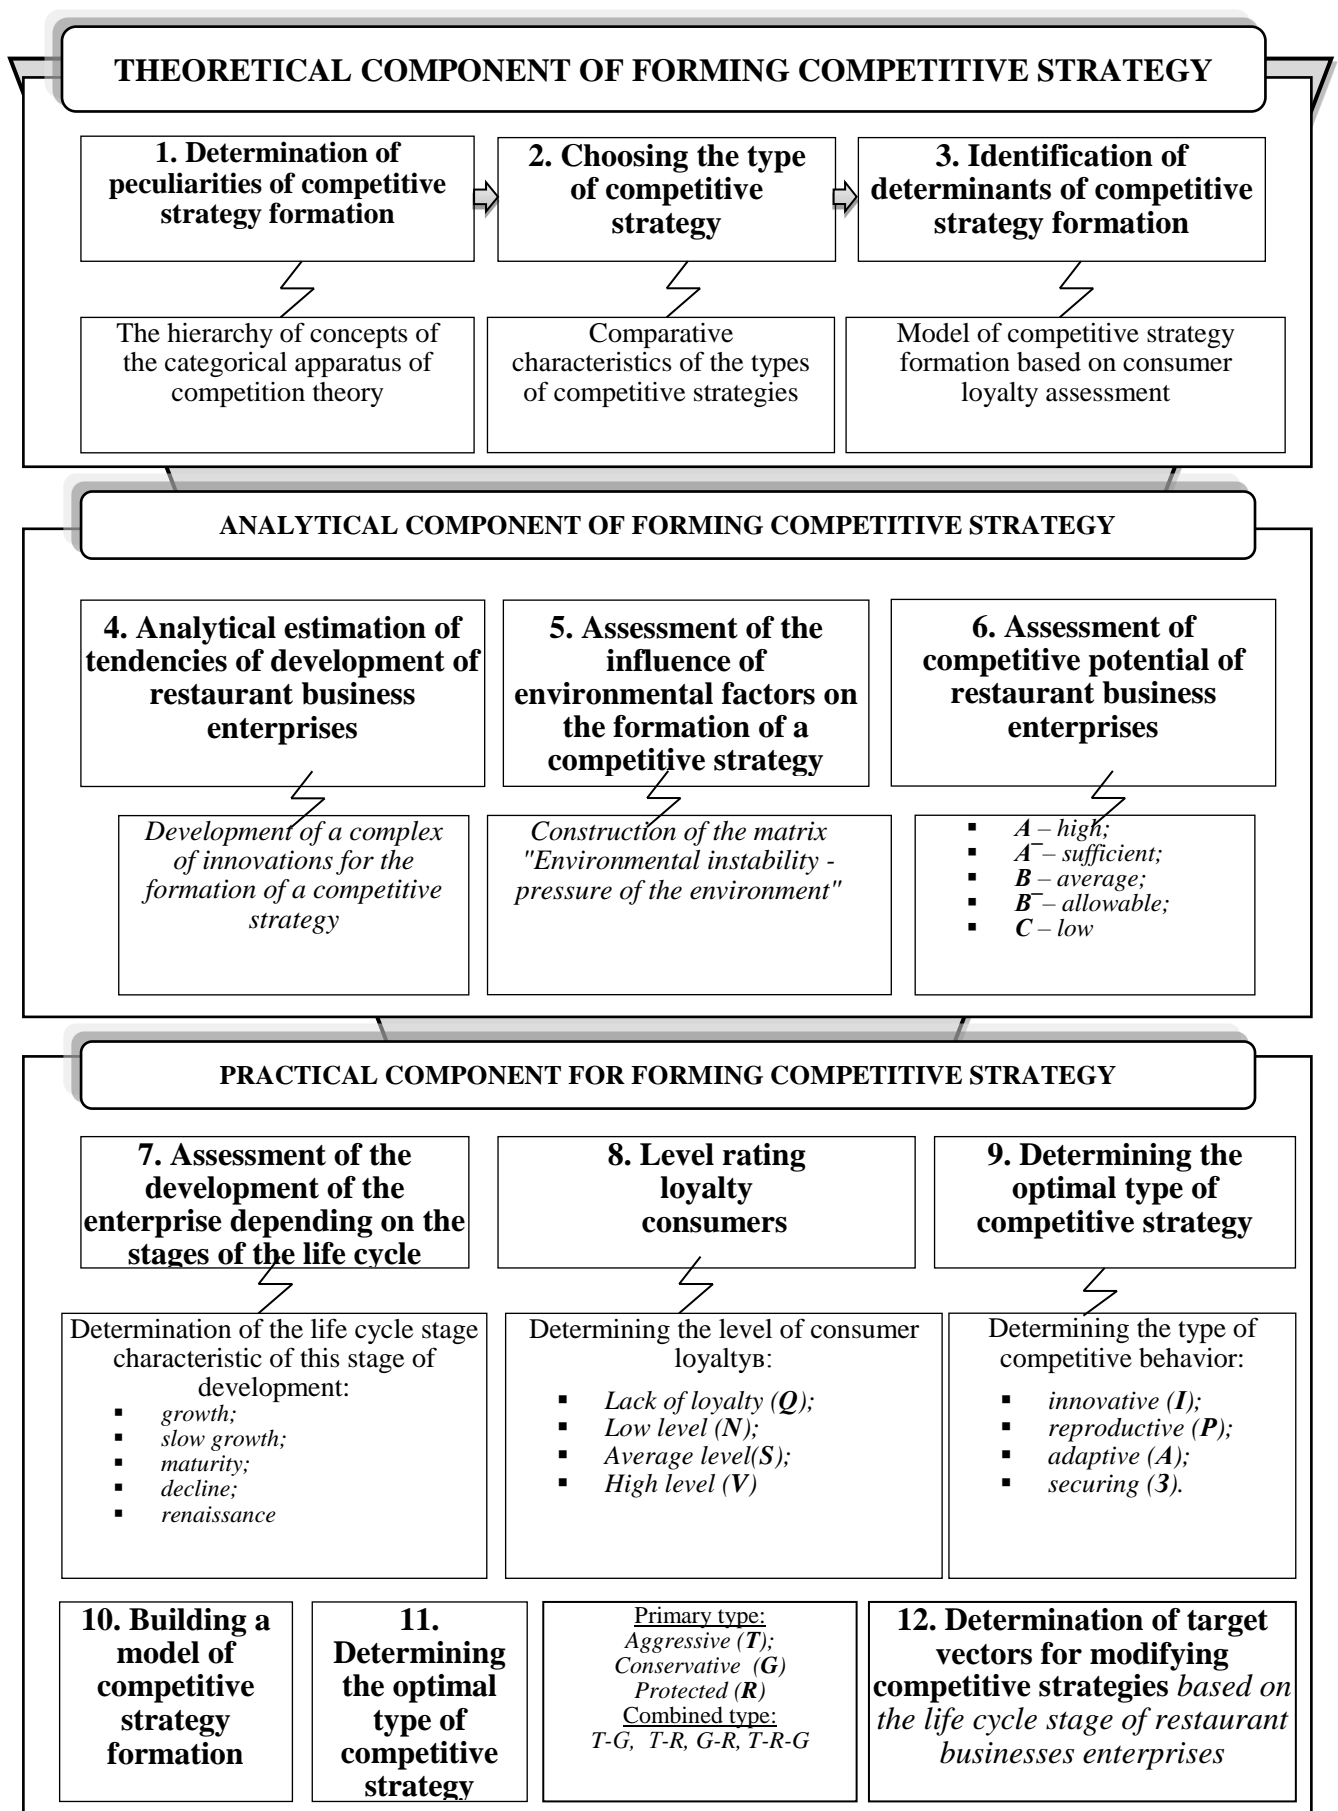 THEORETICAL COMPONENT OF FORMING COMPETITIVE STRATEGY
1. Determination of
peculiarities of competitive
strategy formation
2. Choosing the type
of competitive
strategy
3. Identification of
determinants of competitive
strategy formation
The hierarchy of concepts of
the categorical apparatus of
competition theory
Comparative
characteristics of the types
of competitive strategies
Model of competitive strategy
formation based on consumer
loyalty assessment
ANALYTICAL COMPONENT OF FORMING COMPETITIVE STRATEGY
4. Analytical estimation of
tendencies of development of
restaurant business
enterprises
5. Assessment of the
influence of
environmental factors on
the formation of a
competitive strategy
6. Assessment of
competitive potential of
restaurant business
enterprises
Development of a complex
of innovations for the
formation of a competitive
strategy
Construction of the matrix
"Environmental instability -
pressure of the environment"
▪ A – high;
▪ A¯– sufficient;
▪ B – average;
▪ B¯– allowable;
▪ C – low
PRACTICAL COMPONENT FOR FORMING COMPETITIVE STRATEGY
7. Assessment of the
development of the
enterprise depending on the
stages of the life cycle
8. Level rating
loyalty
consumers
9. Determining the
optimal type of
competitive strategy
Determination of the life cycle stage
characteristic of this stage of
development:
▪ growth;
▪ slow growth;
▪ maturity;
▪ decline;
▪ renaissance
Determining the level of consumer
loyaltyв:
▪ Lack of loyalty (Q);
▪ Low level (N);
▪ Average level(S);
▪ High level (V)
Determining the type of
competitive behavior:
▪ innovative (I);
▪ reproductive (P);
▪ adaptive (A);
▪ securing (З).
10. Building a
model of
competitive
strategy
formation
11.
Determining
the optimal
type of
competitive
strategy
Primary type:
Aggressive (T);
Conservative (G)
Protected (R)
Combined type:
T-G, T-R, G-R, T-R-G
12. Determination of target
vectors for modifying
competitive strategies based on
the life cycle stage of restaurant
businesses enterprises